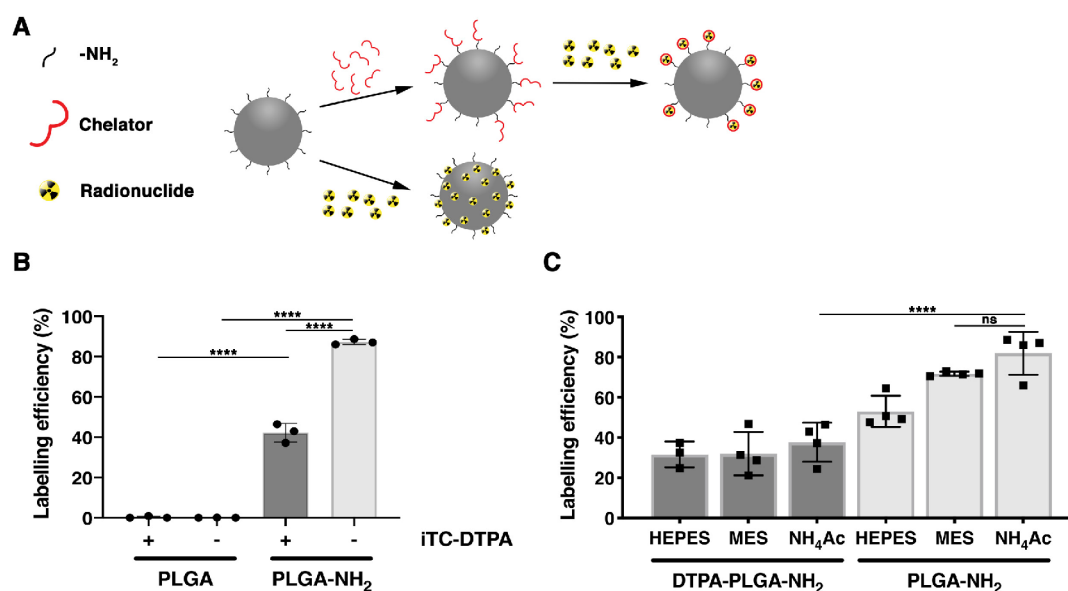 A
-NH2
Chelator
Radionuclide
B
Labelling efficiency (%)
100
80
60
40
20
0
****
****
****
+ - + - iTC-DTPA
PLGA PLGA-NH2
C
Labelling efficiency (%)
100
80
60
40
20
0
****
ns
HEPES MES NH4Ac HEPES MES NH4Ac
DTPA-PLGA-NH2 PLGA-NH2